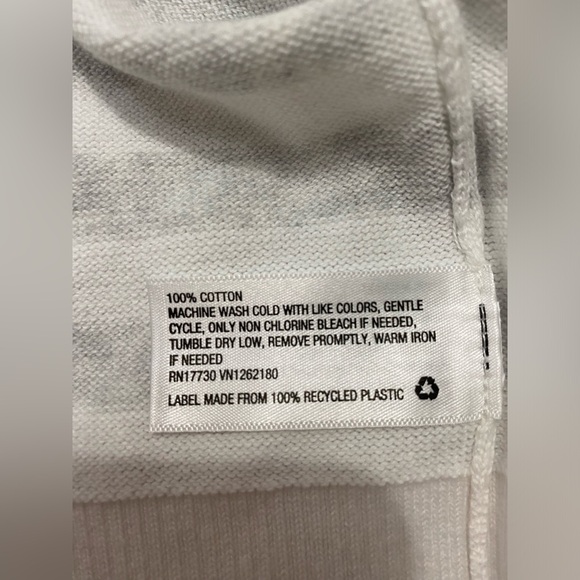 100% COTTON
MACHINE WASH COLD WITH LIKE COLORS, GENTLE
CYCLE, ONLY NON CHLORINE BLEACH IF NEEDED,
TUMBLE DRY LOW, REMOVE PROMPTLY, WARM IRON
IF NEEDED
RN17730 VN1262180
LABEL MADE FROM 100% RECYCLED PLASTIC